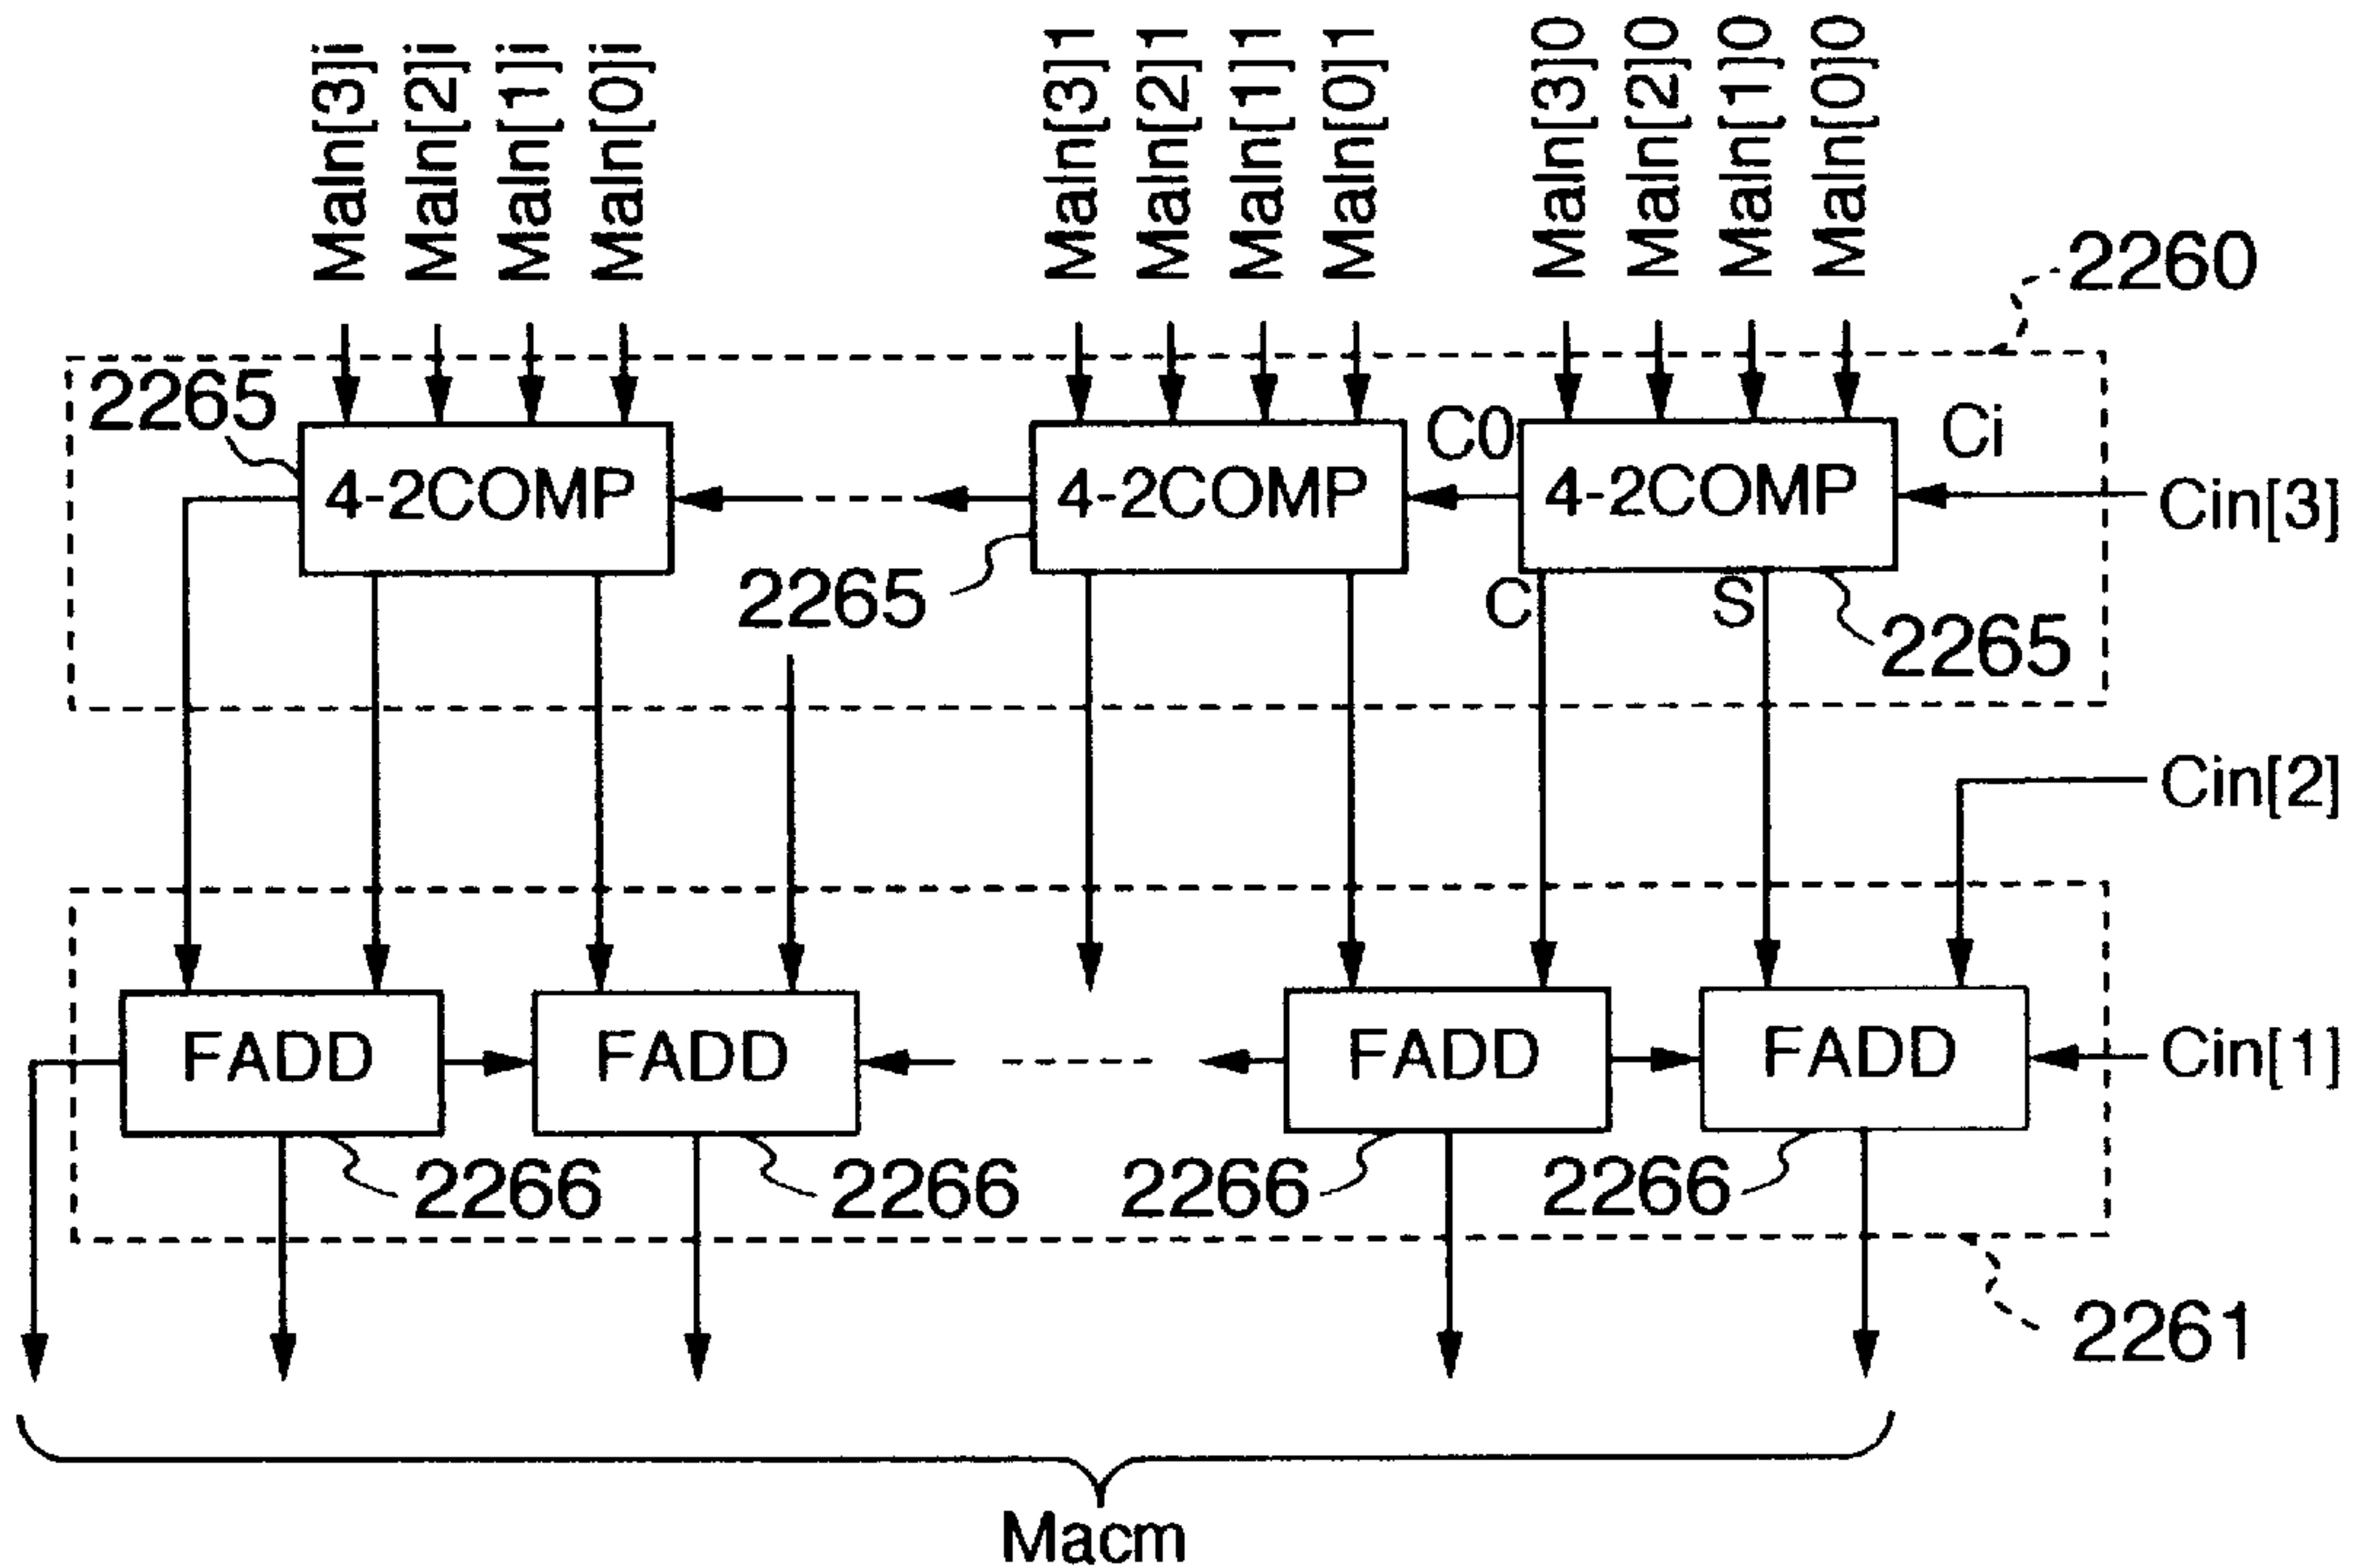 MaIn[3]i
MaIn[2]i
MaIn[1]i
MaIn[0]i
MaIn[3]1
MaIn[2]1
MaIn[1]1
MaIn[0]1
MaIn[3]0
MaIn[2]0
MaIn[1]0
MaIn[0]0
2260
2265
4-2COMP
4-2COMP
C0
4-2COMP
Ci
Cin[3]
2265
C
S
2265
Cin[2]
FADD
FADD
FADD
FADD
Cin[1]
2266
2266
2266
2266
2261
Macm